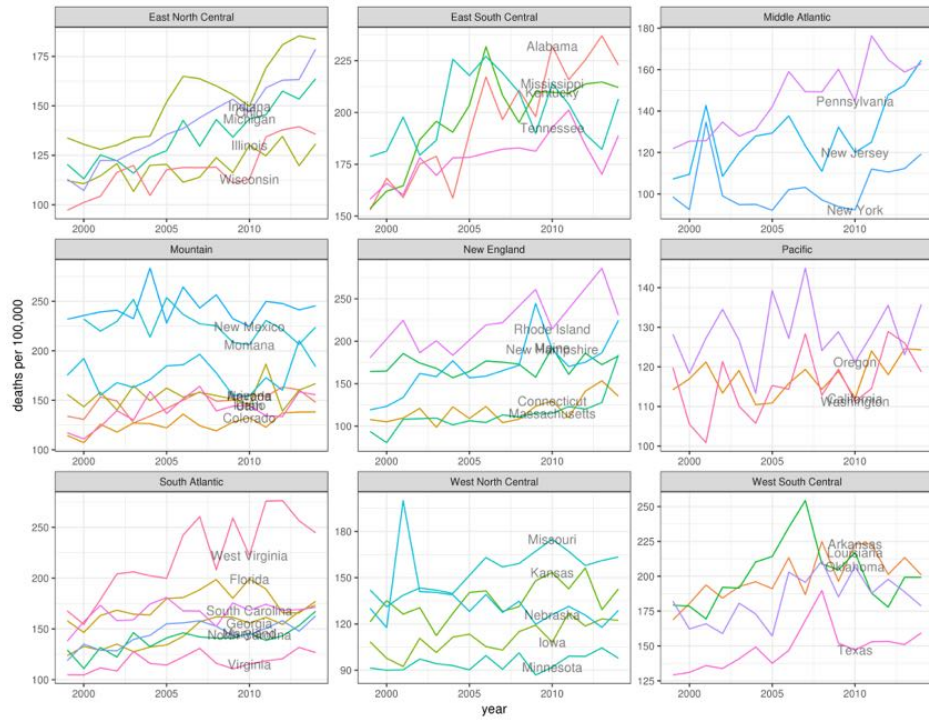 East North Central
East South Central
Middle Atlantic
175
150
125
100
Indiana
Michigan
Illinois
Wisconsin
2000 2005 2010
225
200
175
150
Alabama
Mississippi
Kentucky
Tennessee
2000 2005 2010
180
160
140
120
100
Pennsylvania
New Jersey
New York
2000 2005 2010
Mountain
New England
Pacific
250
200
150
100
New Mexico
Montana
Colorado
2000 2005 2010
250
200
150
100
Rhode Island
New Hampshire
Maine
Connecticut
Massachusetts
2000 2005 2010
140
130
120
110
100
Oregon
California
Washington
2000 2005 2010
South Atlantic
West North Central
West South Central
250
200
150
100
West Virginia
Florida
South Carolina
Georgia
North Carolina
Virginia
2000 2005 2010
180
150
120
90
Missouri
Kansas
Nebraska
Iowa
Minnesota
2000 2005 2010
250
225
200
175
150
125
Arkansas
Louisiana
Oklahoma
Texas
2000 2005 2010
deaths per 100,000
year